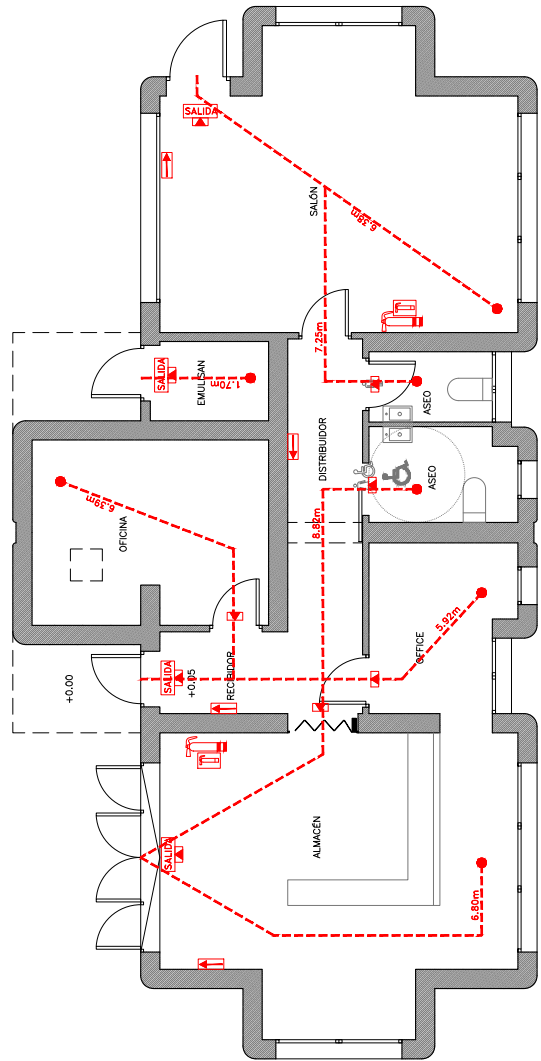 SALIDA
SALÓN
6.38m
7.25m
SALIDA
1.70m
EMULISAN
ASEO
DISTRIBUIDOR
ASEO
6.39m
OFICINA
8.82m
5.92m
OFFICE
+0.00
SALIDA
+0.05
RECIBIDOR
ALMACÉN
SALIDA
6.80m